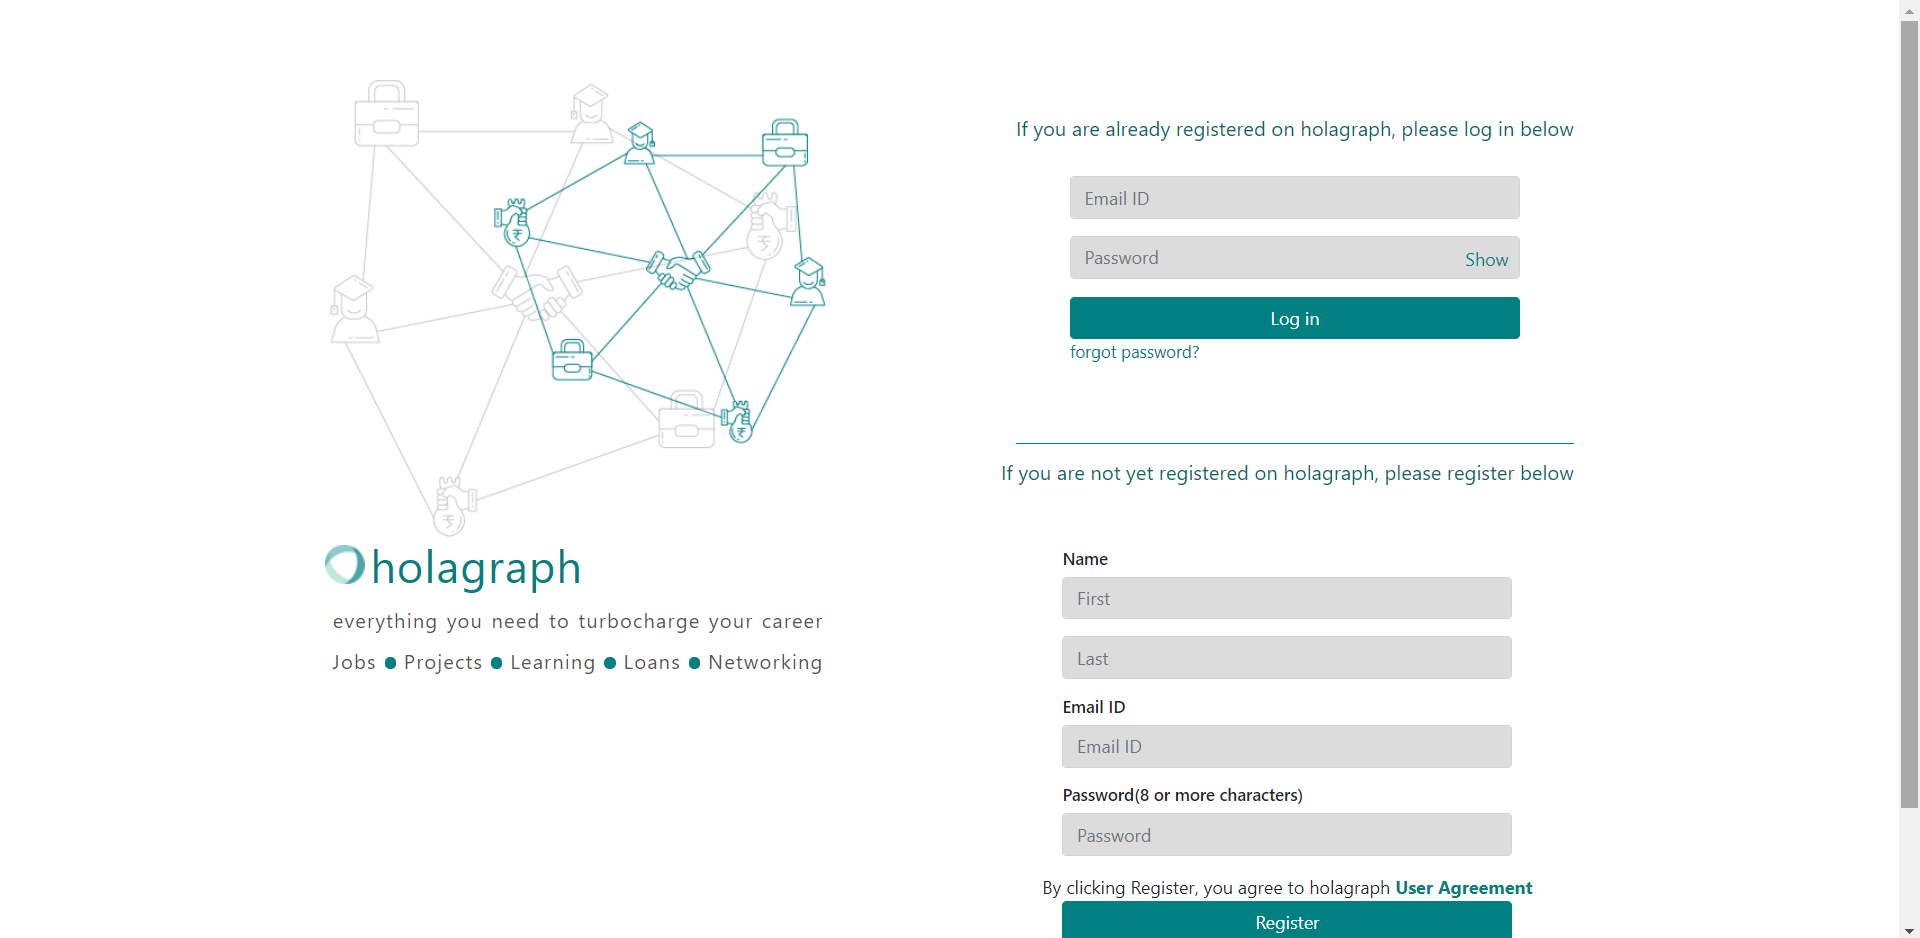 holagraph
everything you need to turbocharge your career
Jobs ● Projects ● Learning ● Loans ● Networking
If you are already registered on holagraph, please log in below
Email ID
Password Show
Log in
forgot password?
If you are not yet registered on holagraph, please register below
Name
First
Last
Email ID
Email ID
Password(8 or more characters)
Password
By clicking Register, you agree to holagraph User Agreement
Register